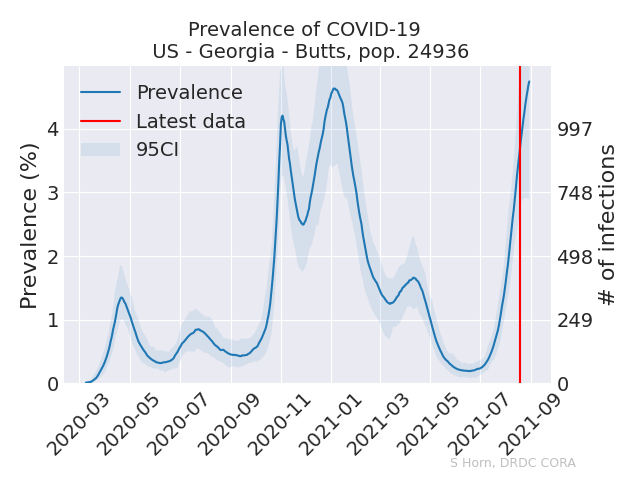 Prevalence of COVID-19
US - Georgia - Butts, pop. 24936
Prevalence
Latest data
95CI
Prevalence (%)
4
3
2
1
0
# of infections
997
748
498
249
0
2020-03
2020-05
2020-07
2020-09
2020-11
2021-01
2021-03
2021-05
2021-07
2021-09
S Horn, DRDC CORA